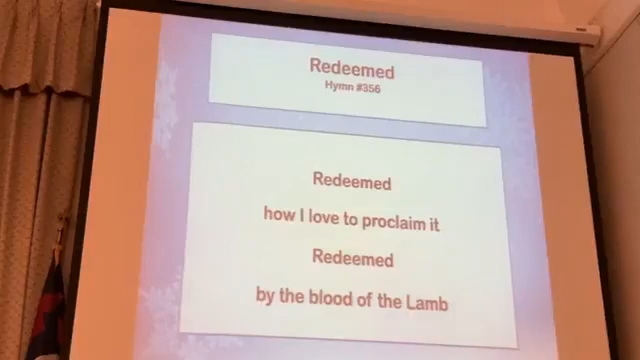 Redeemed
Hymn #356
Redeemed
how I love to proclaim it
Redeemed
by the blood of the Lamb